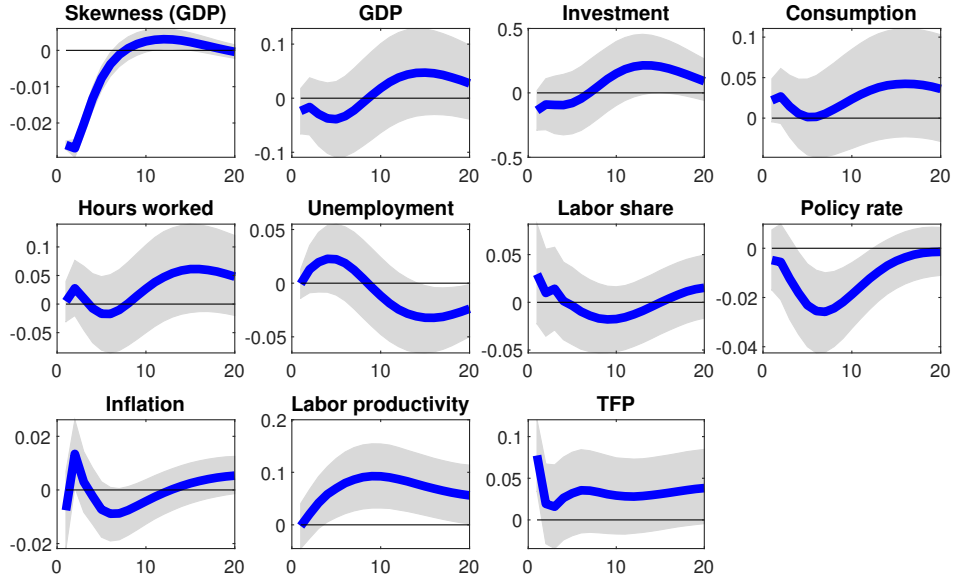 Skewness (GDP) GDP Investment Consumption
0 -0.01 -0.02 0 10 20
0.1 0 -0.1 0 10 20
0.5 0 -0.5 0 10 20
0.1 0.05 0 0 10 20
Hours worked Unemployment Labor share Policy rate
0.1 0.05 0 -0.05 0 10 20
0.05 0 -0.05 0 10 20
0.05 0 -0.05 0 10 20
0 -0.02 -0.04 0 10 20
Inflation Labor productivity TFP
0.02 0 -0.02 0 10 20
0.2 0.1 0 0 10 20
0.1 0.05 0 0 10 20